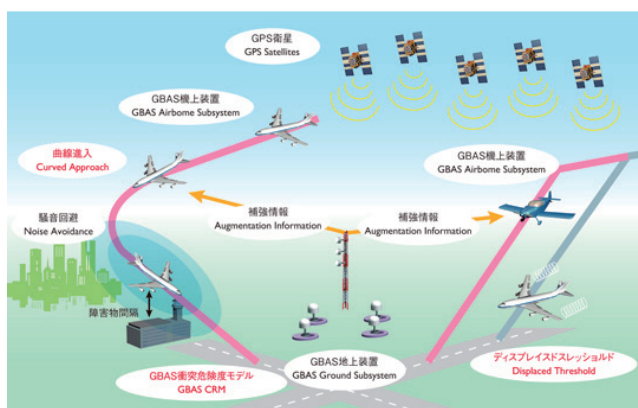 GPS衛星
GPS Satellites
GBAS機上装置
GBAS Airborne Subsystem
曲線進入
Curved Approach
GBAS機上装置
GBAS Airborne Subsystem
騒音回避
Noise Avoidance
補強情報
Augmentation Information
補強情報
Augmentation Information
障害物間隔
GBAS衝突危険度モデル
GBAS CRM
GBAS地上装置
GBAS Ground Subsystem
ディスプレイスドスレッショルド
Displaced Threshold